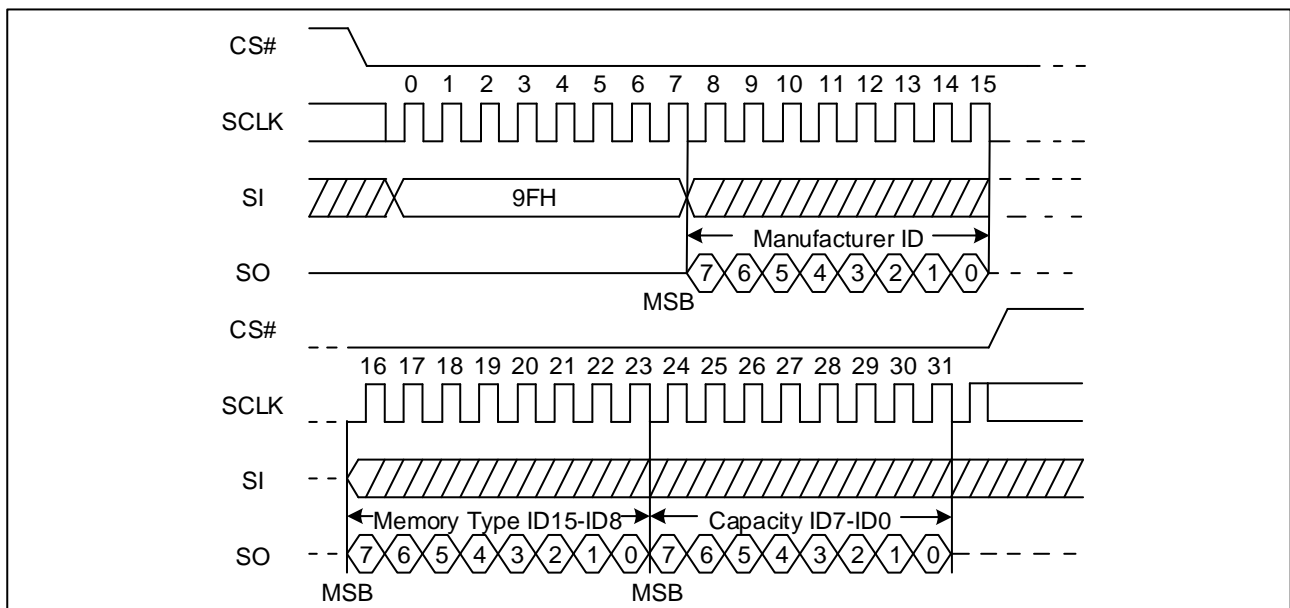 CS#
0 1 2 3 4 5 6 7 8 9 10 11 12 13 14 15
SCLK
SI 9FH
Manufacturer ID
SO 7 6 5 4 3 2 1 0
MSB
CS#
16 17 18 19 20 21 22 23 24 25 26 27 28 29 30 31
SCLK
SI
Memory Type ID15-ID8 Capacity ID7-ID0
SO 7 6 5 4 3 2 1 0 7 6 5 4 3 2 1 0
MSB MSB